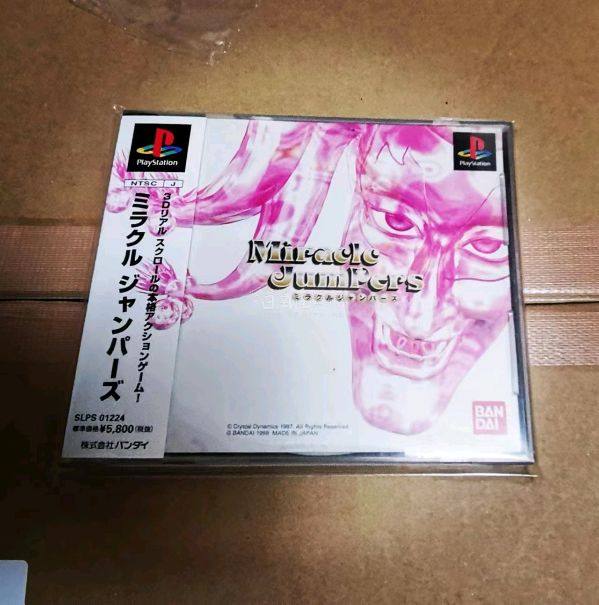 PlayStation
NTSC J
3Dリアル スクロールの本格アクションゲーム!
ミラクル ジャンパーズ
SLPS 01224
標準価格¥5,800(税抜)
株式会社バンダイ
PlayStation
Miracle
JumPers
ミラクルジャンパーズ
© Crystal Dynamics 1997. All Rights Reserved.
© BANDAI 1998 MADE IN JAPAN
BAN
DAI